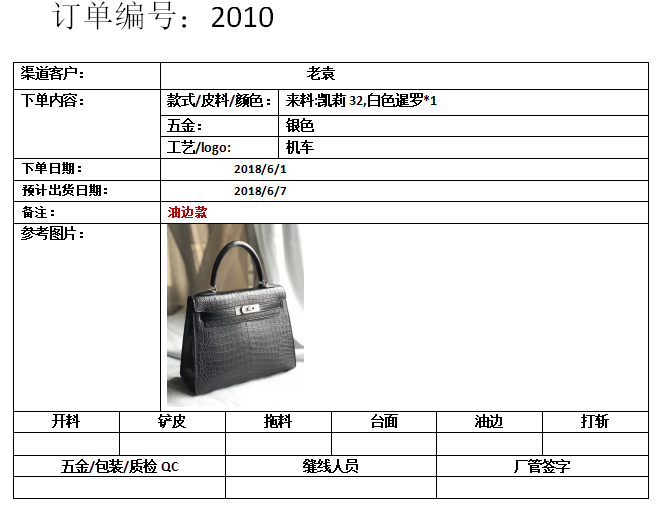 订单编号：2010
渠道客户： 老袁
下单内容： 款式/皮料/颜色： 来料:凯莉 32,白色暹罗*1
五金： 银色
工艺/logo: 机车
下单日期： 2018/6/1
预计出货日期： 2018/6/7
备注： 油边款
参考图片：
开料 铲皮 拖料 台面 油边 打斩
五金/包装/质检 QC 缝线人员 厂管签字